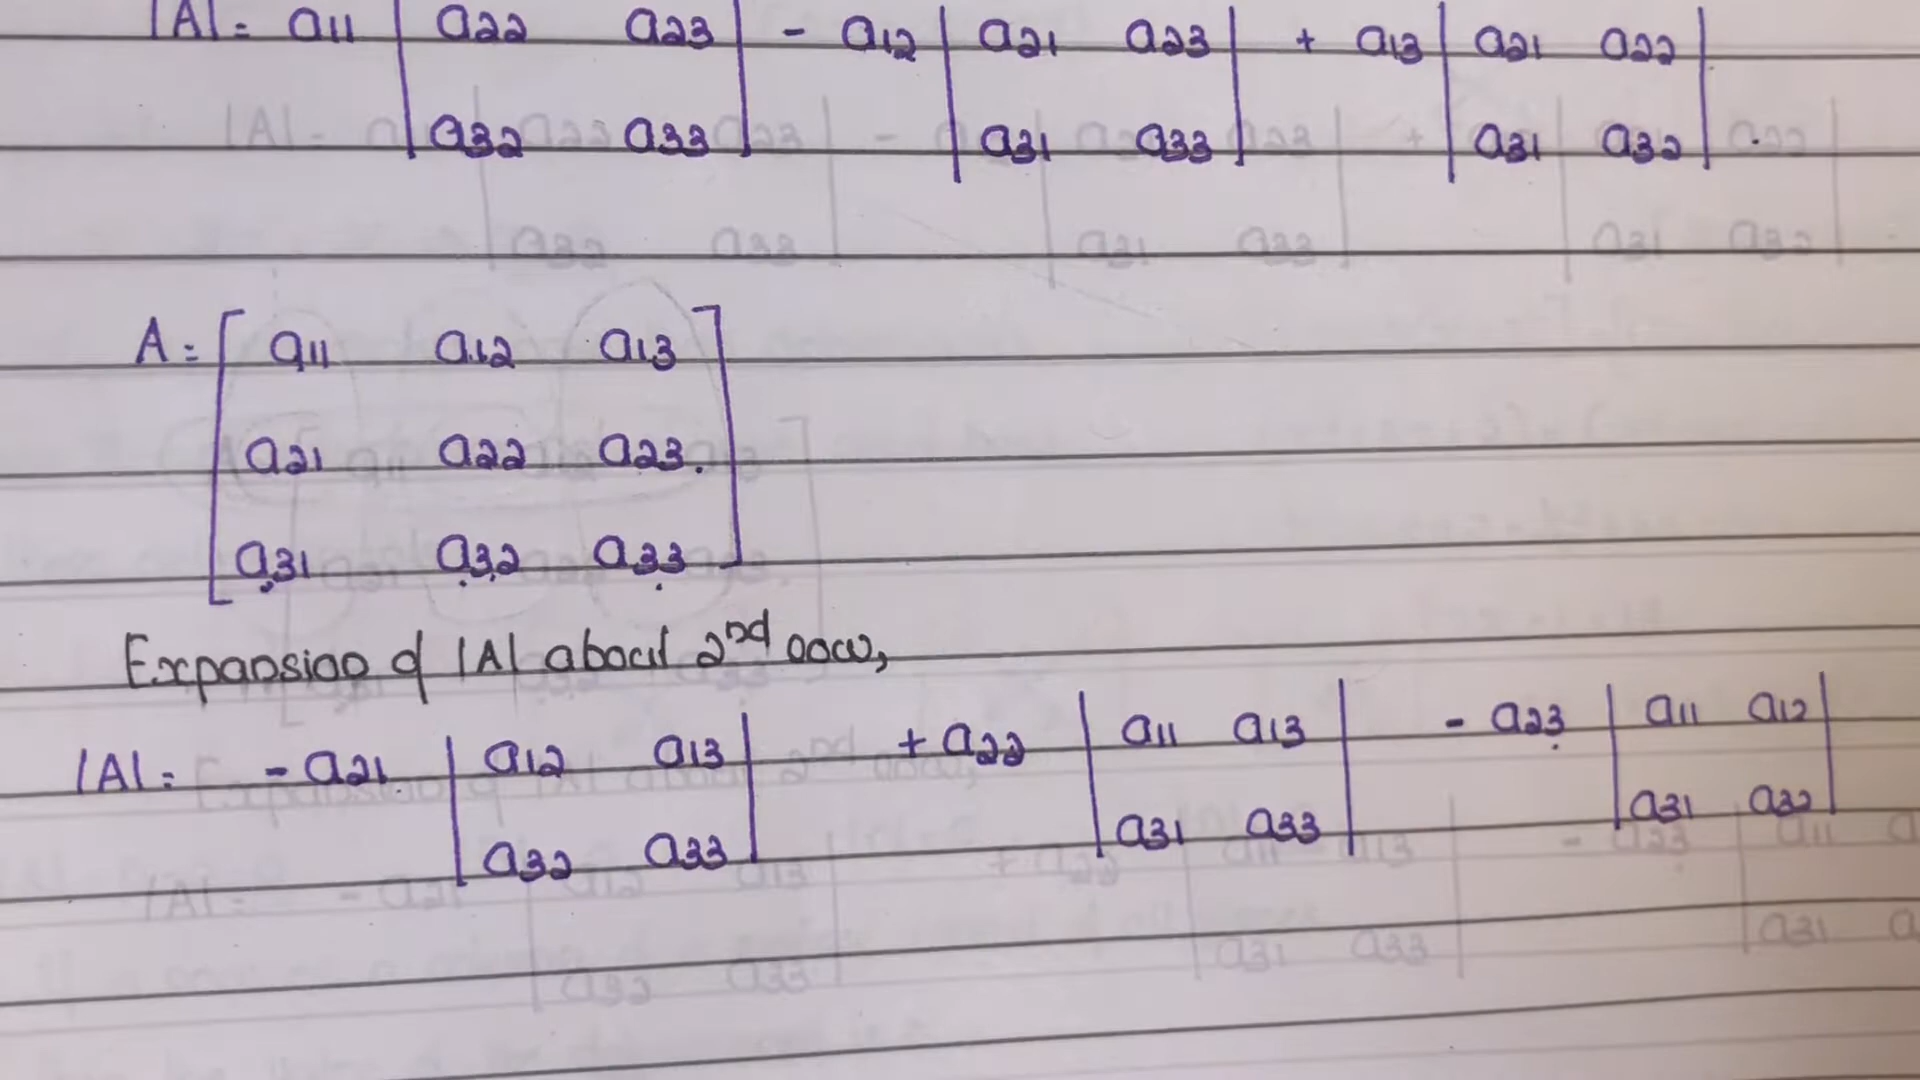 |A| = a11 | a22 a23 | - a12 | a21 a23 | + a13 | a21 a22 |
| a32 a33 | | a31 a33 | | a31 a32 | .
A = [ a11 a12 a13 ]
a21 a22 a23.
a31 a32 a33
Expansion of |A| about 2nd row,
|A| = - a21 | a12 a13 | + a22 | a11 a13 | - a23 | a11 a12 |
| a32 a33 | | a31 a33 | | a31 a32 |